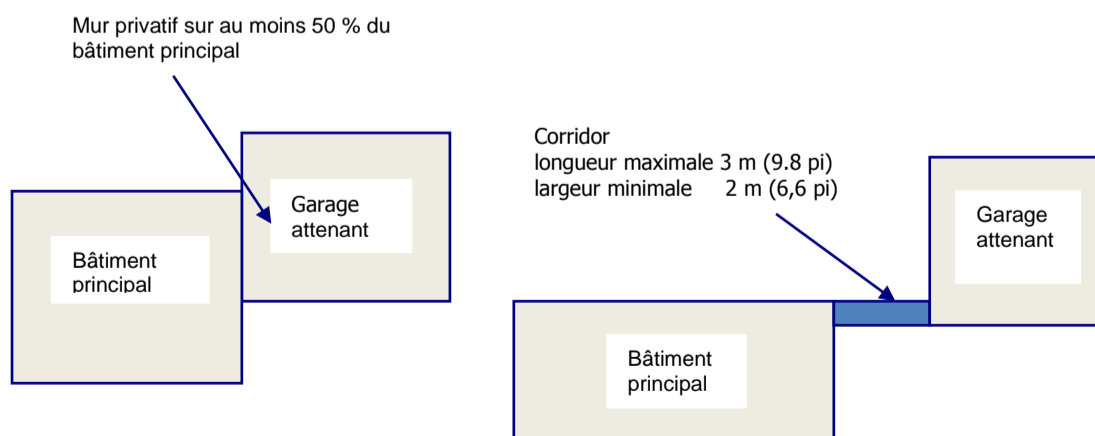 Mur privatif sur au moins 50 % du
bâtiment principal
Garage
attenant
Bâtiment
principal
Corridor
longueur maximale 3 m (9.8 pi)
largeur minimale 2 m (6,6 pi)
Garage
attenant
Bâtiment
principal